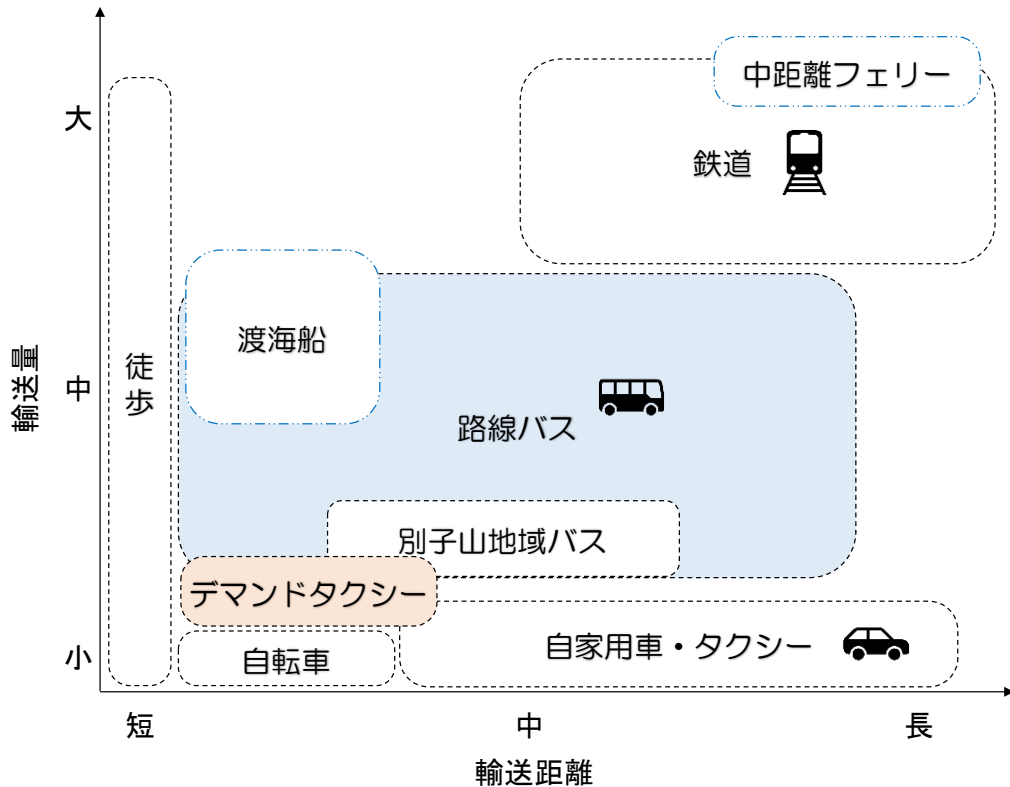 中距離フェリー
大
鉄道
渡海船
輸送量
中
徒歩
路線バス
別子山地域バス
デマンドタクシー
小
自転車
自家用車・タクシー
短
中
長
輸送距離